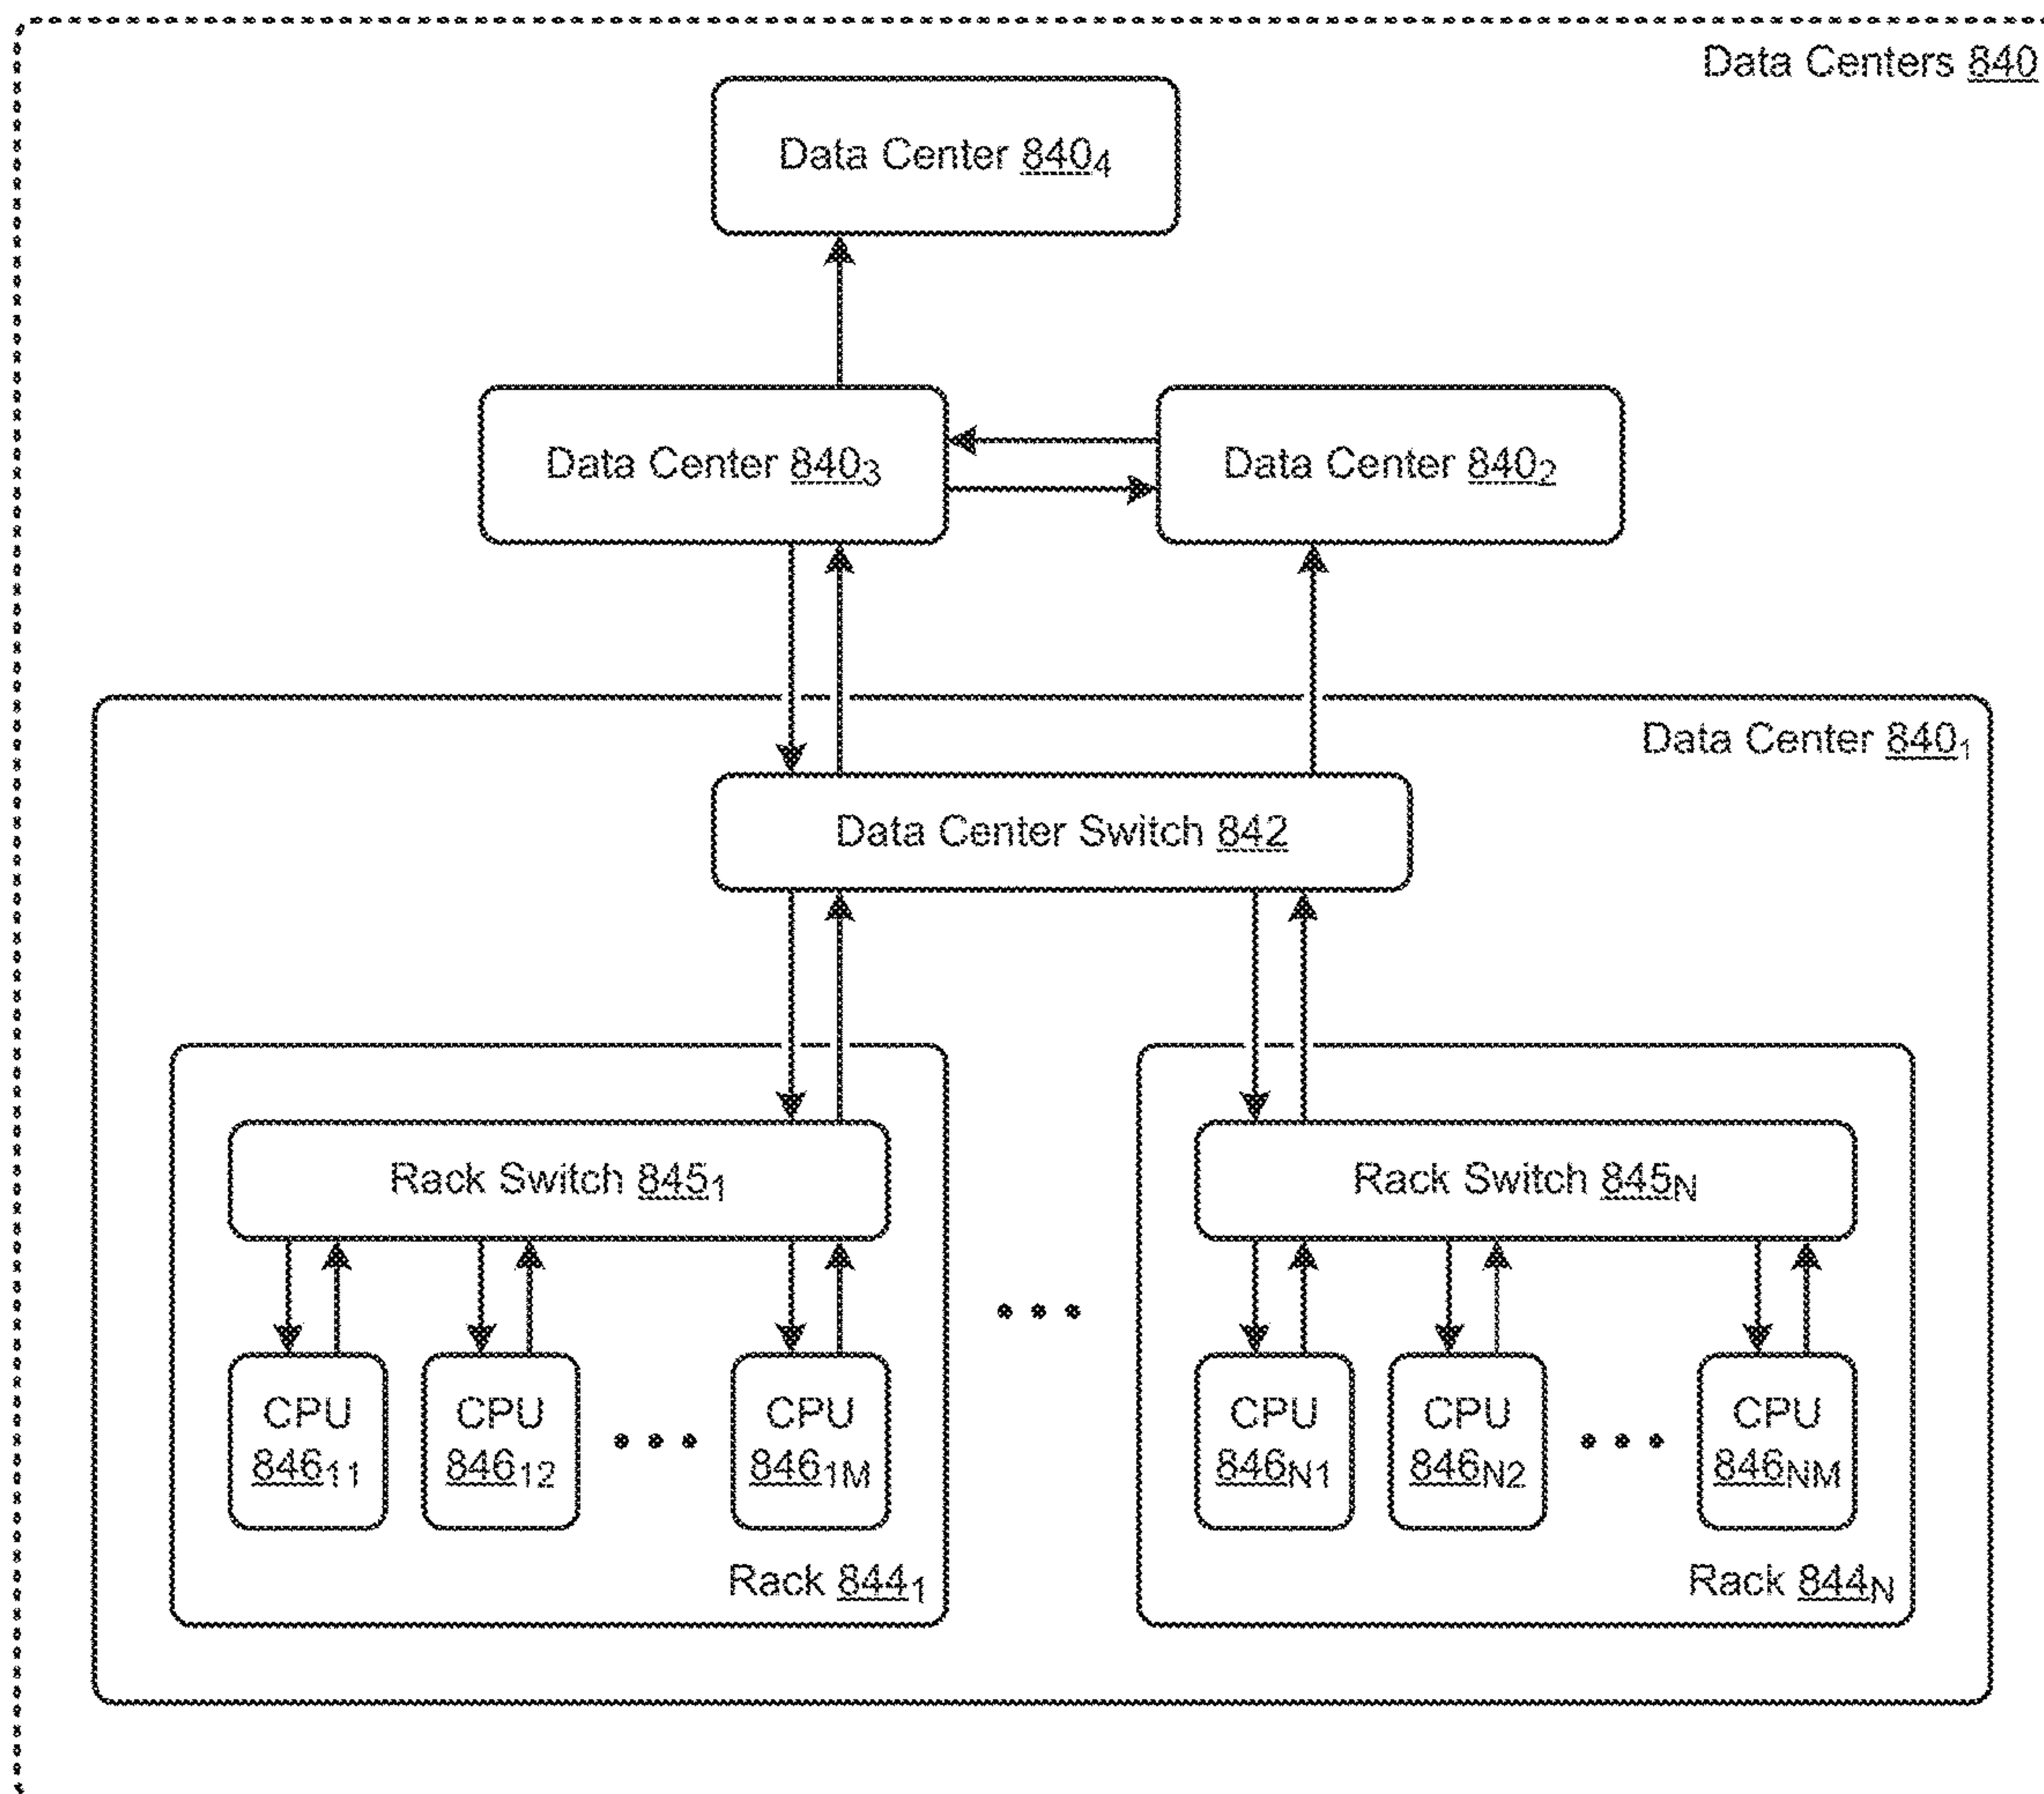 Data Centers 840
Data Center 840₄
Data Center 840₃
Data Center 840₂
Data Center 840₁
Data Center Switch 842
Rack Switch 845₁
Rack Switch 845N
CPU
846₁₁
CPU
846₁₂
CPU
846₁M
CPU
846N₁
CPU
846N₂
CPU
846NM
Rack 844₁
Rack 844N